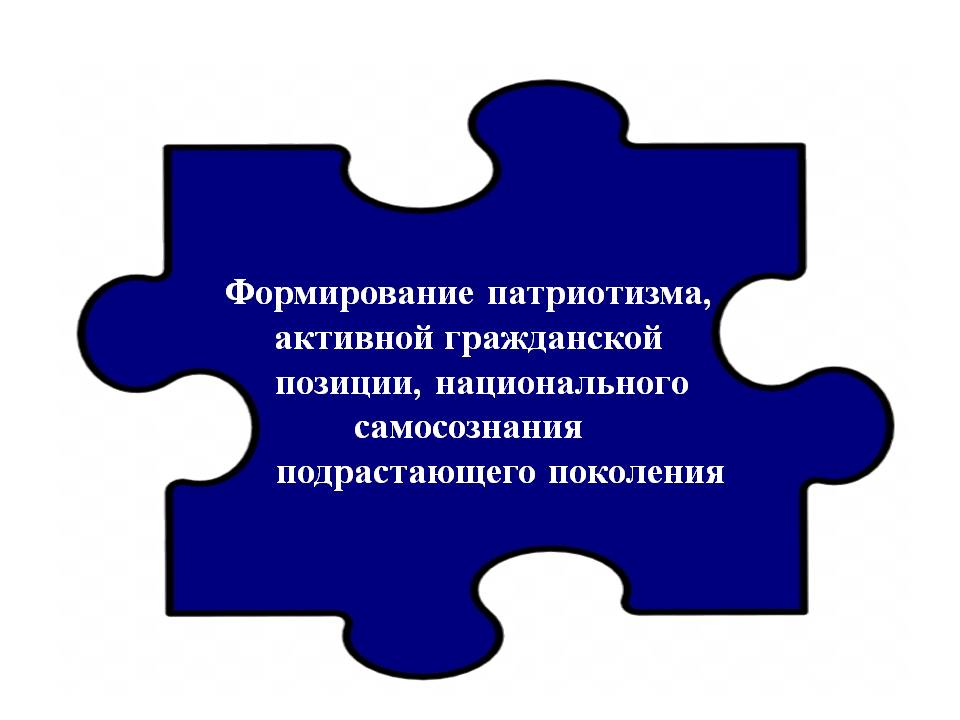 Формирование патриотизма,
активной гражданской
позиции, национального
самосознания
подрастающего поколения